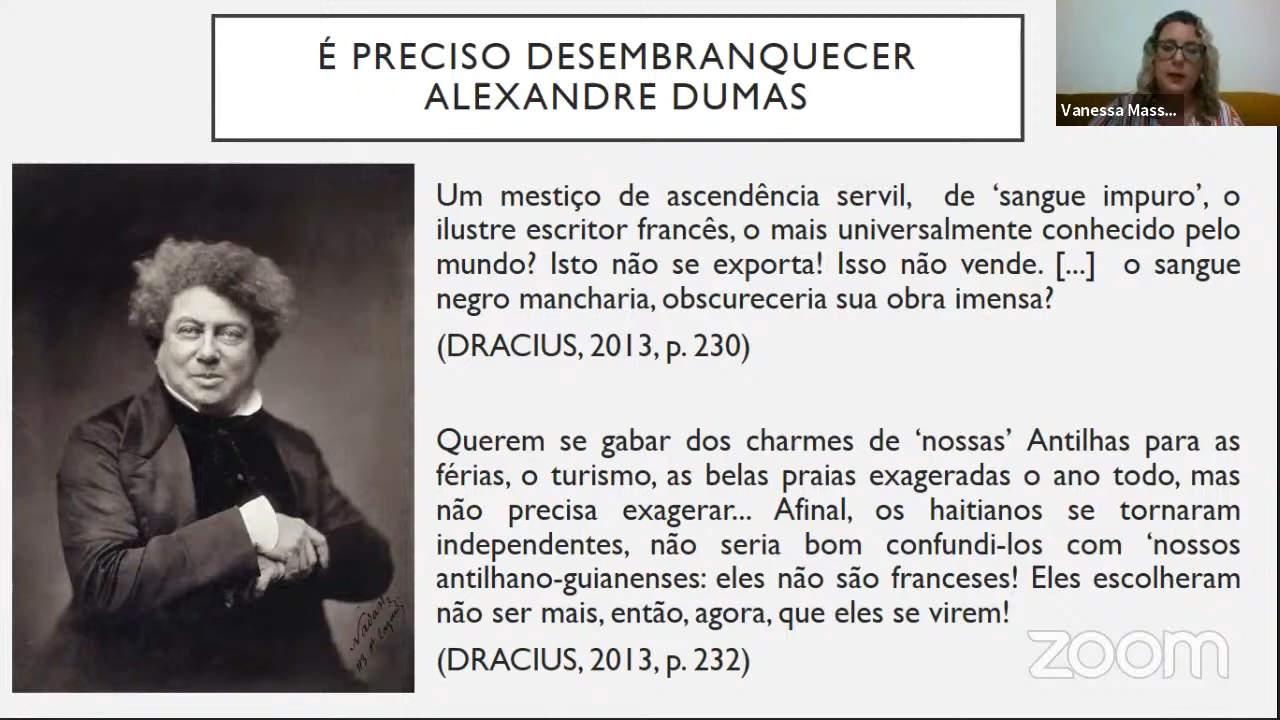 É PRECISO DESEMBRANQUECER
ALEXANDRE DUMAS
Vanessa Mass...
Um mestiço de ascendência servil, de ‘sangue impuro’, o
ilustre escritor francês, o mais universalmente conhecido pelo
mundo? Isto não se exporta! Isso não vende. [...] o sangue
negro mancharia, obscureceria sua obra imensa?
(DRACIUS, 2013, p. 230)
Querem se gabar dos charmes de ‘nossas’ Antilhas para as
férias, o turismo, as belas praias exageradas o ano todo, mas
não precisa exagerar... Afinal, os haitianos se tornaram
independentes, não seria bom confundi-los com ‘nossos
antilhano-guianenses: eles não são franceses! Eles escolheram
não ser mais, então, agora, que eles se virem!
(DRACIUS, 2013, p. 232)
Nadar
zoom